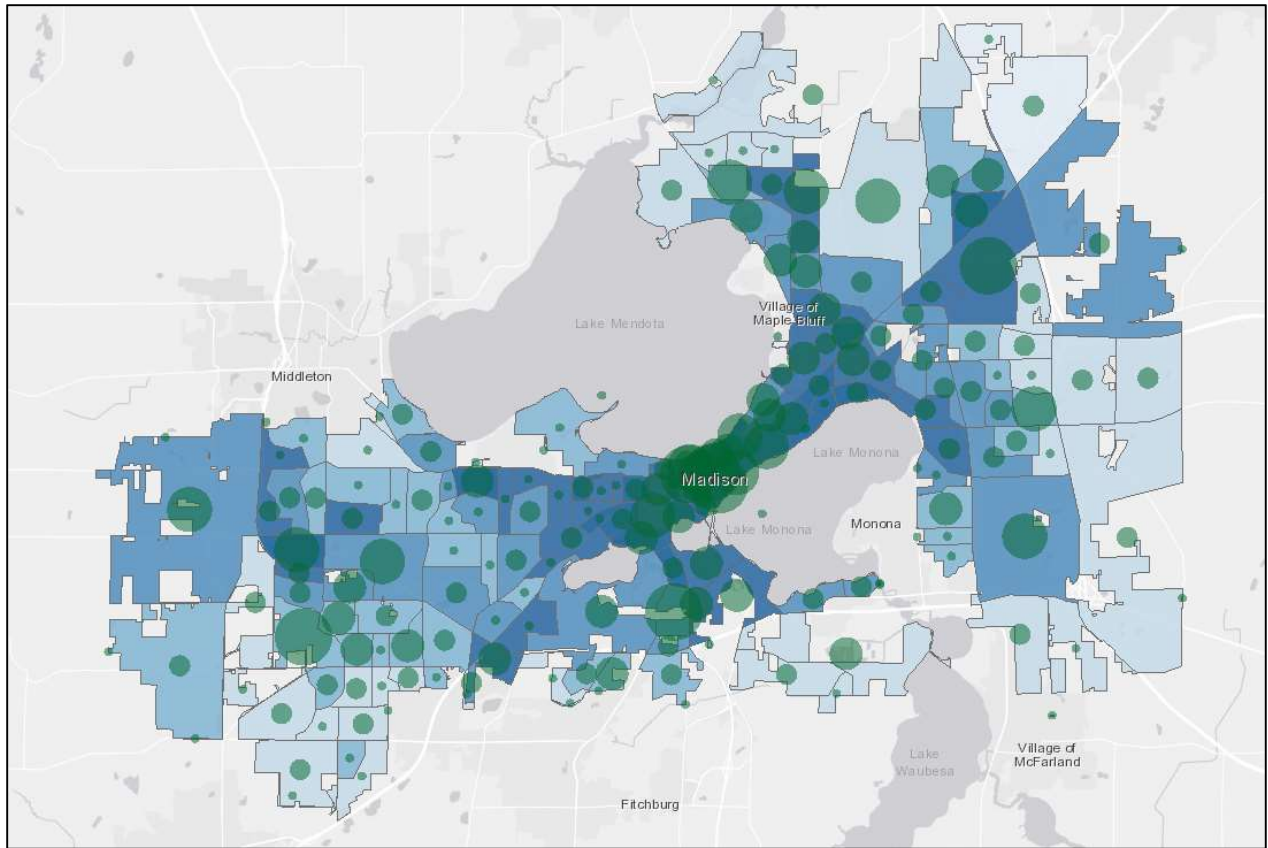 Lake Mendota
Village of
Maple Bluff
Middleton
Lake Monona
Madison
Lake Monona
Monona
Lake
Waubesa
Village of
McFarland
Fitchburg